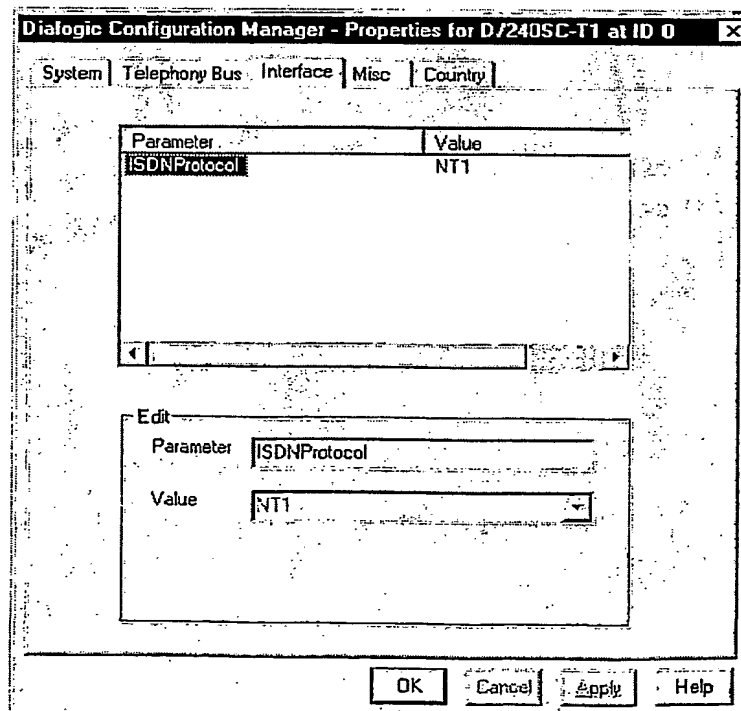 Dialogic Configuration Manager - Properties for D/240SC-T1 at ID 0
System Telephony Bus Interface Misc Country
Parameter Value
ISDNProtocol NT1
Edit
Parameter ISDNProtocol
Value NT1
OK Cancel Apply Help